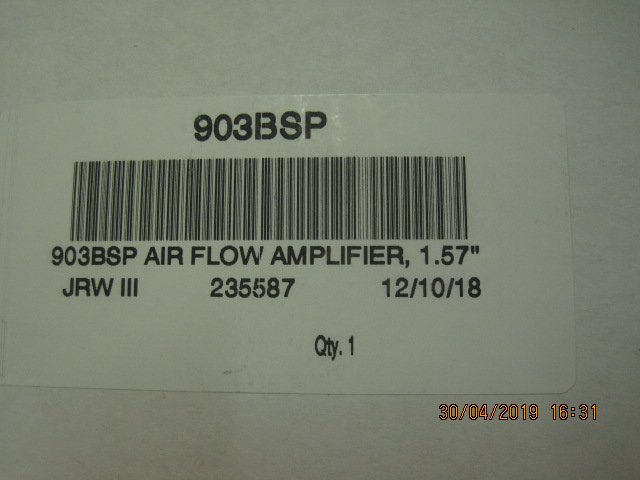 903BSP
903BSP AIR FLOW AMPLIFIER, 1.57"
JRW III 235587 12/10/18
Qty. 1
30/04/2019 16:31